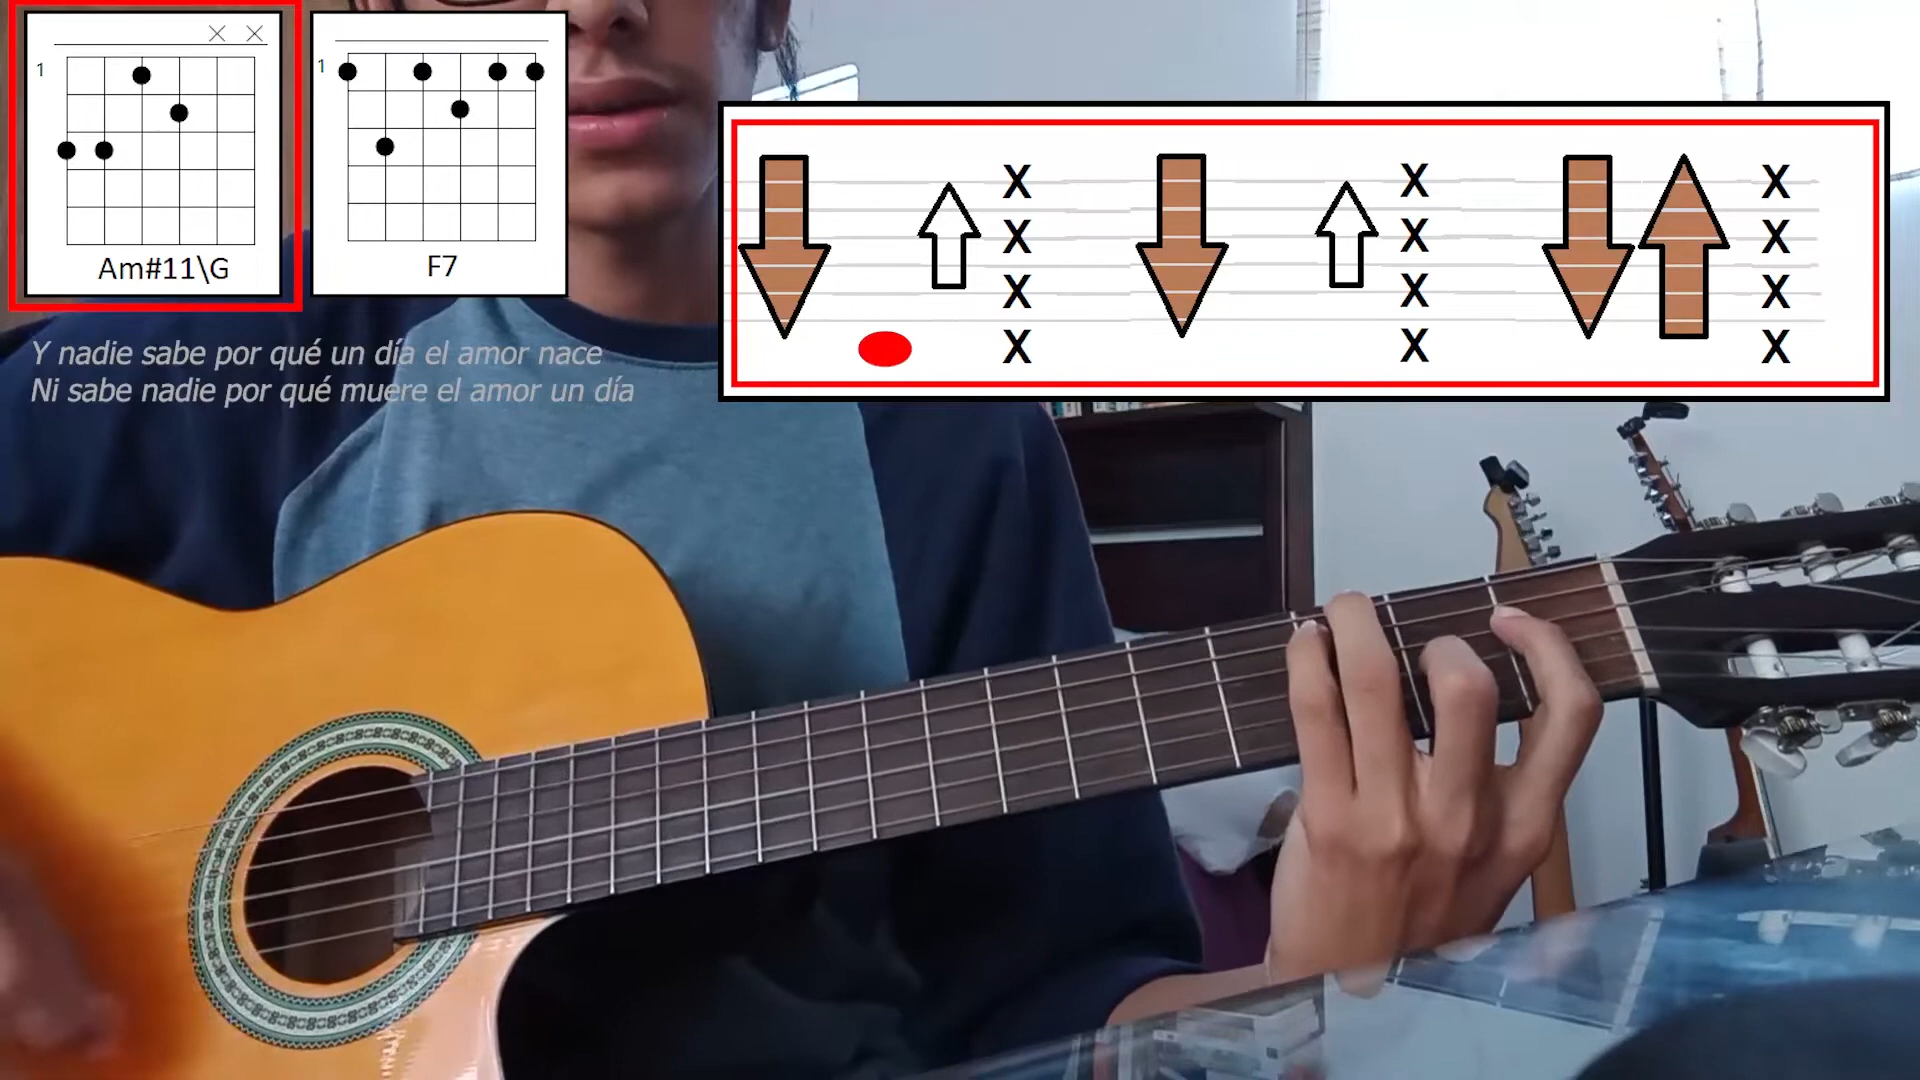 × ×
1
1
Am#11\G
F7
Y nadie sabe por qué un día el amor nace
Ni sabe nadie por qué muere el amor un día
X X X
X X X
X X X
X X X